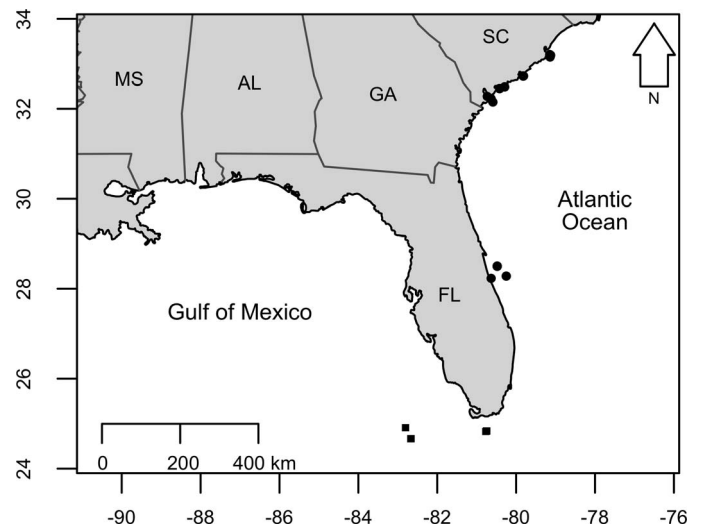 34
32
30
28
26
24
MS
AL
GA
SC
FL
N
Atlantic
Ocean
Gulf of Mexico
0 200 400 km
-90 -88 -86 -84 -82 -80 -78 -76